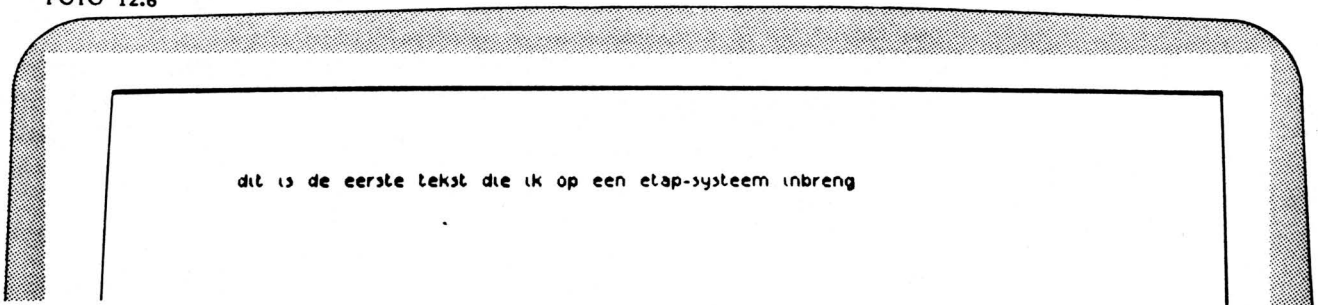 FOTO 12.6
dit is de eerste tekst die ik op een etap-systeem inbreng